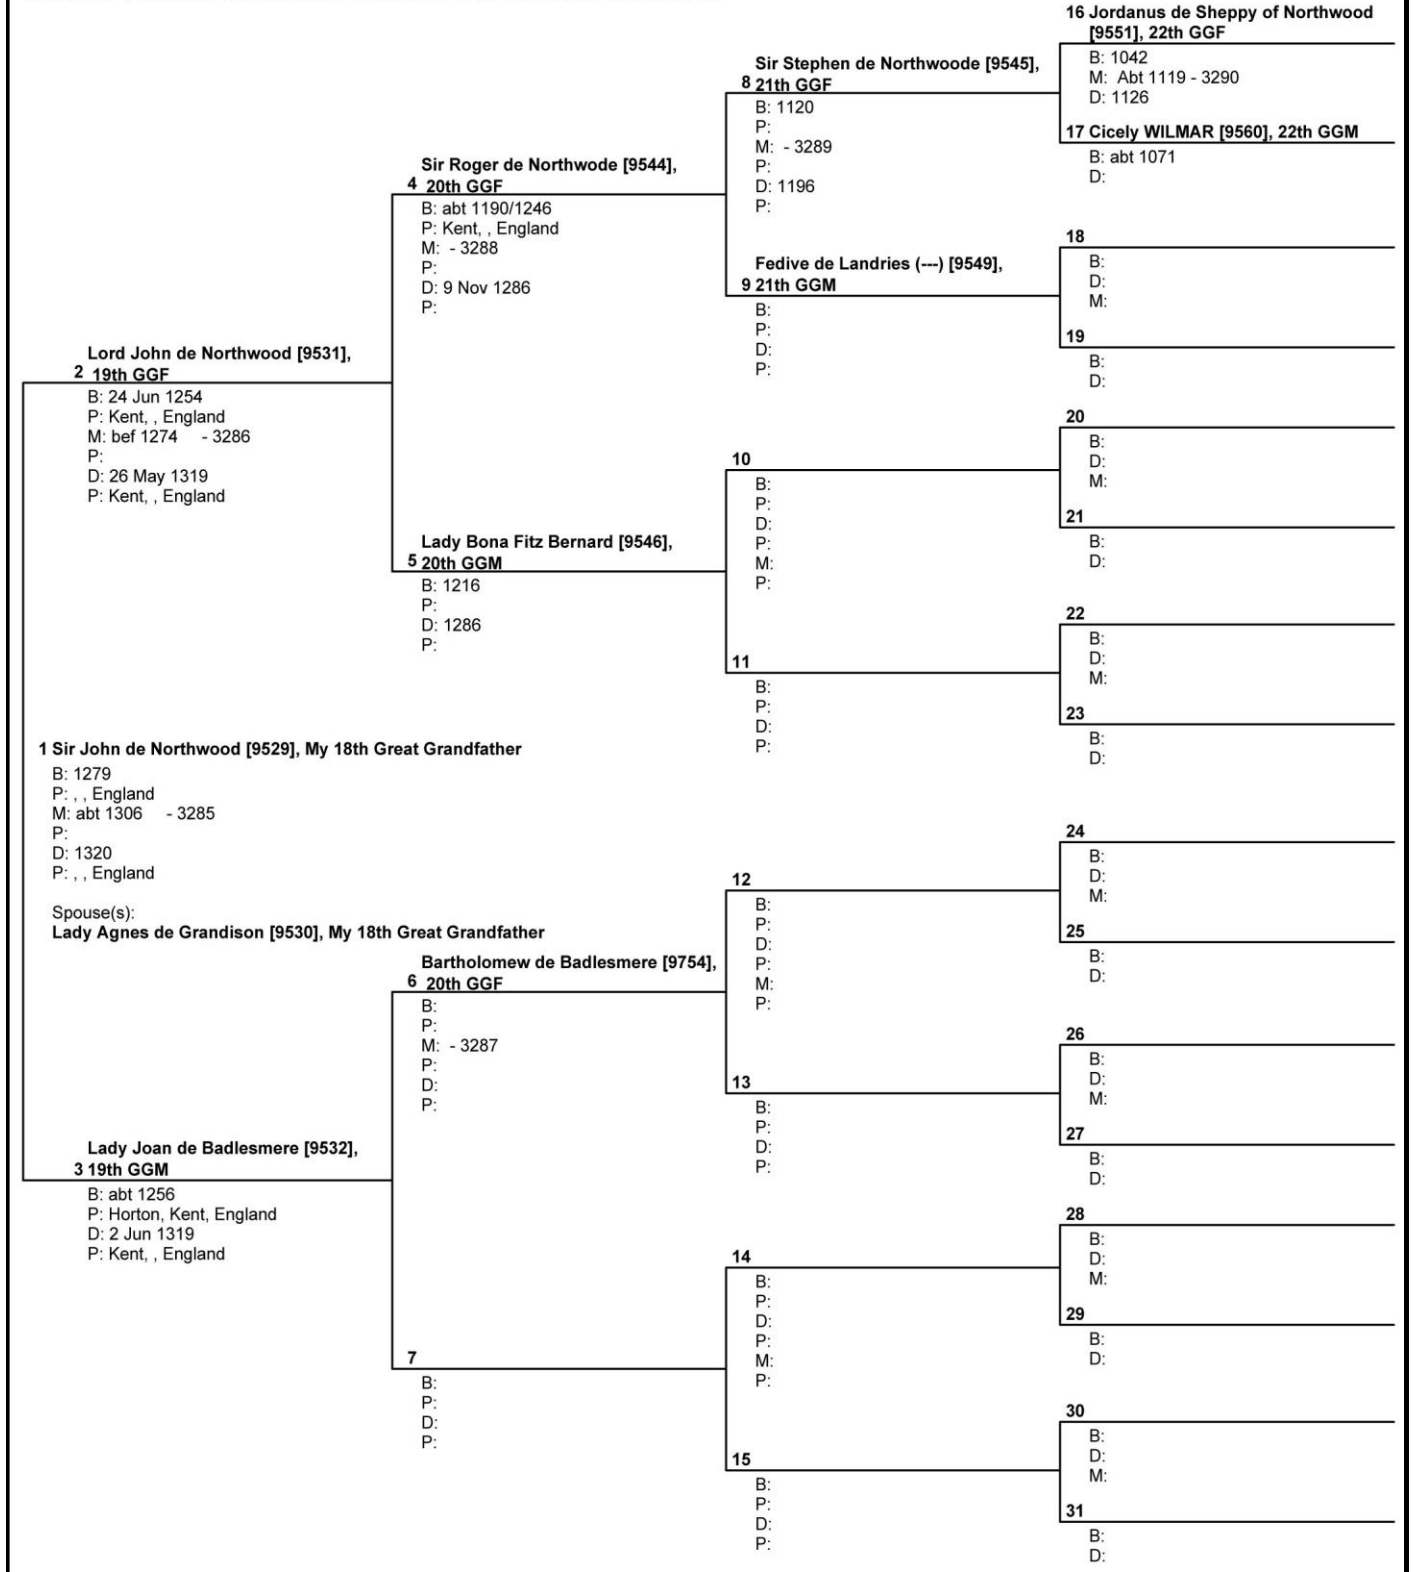 16 Jordanus de Sheppy of Northwood
[9551], 22th GGF
B: 1042
M: Abt 1119 - 3290
D: 1126
Sir Stephen de Northwoode [9545],
8 21th GGF
B: 1120
P:
M: - 3289
P:
D: 1196
P:
17 Cicely WILMAR [9560], 22th GGM
B: abt 1071
D:
Sir Roger de Northwode [9544],
4 20th GGF
B: abt 1190/1246
P: Kent, , England
M: - 3288
P:
D: 9 Nov 1286
P:
18
B:
D:
M:
Fedive de Landries (---) [9549],
9 21th GGM
B:
P:
D:
P:
19
B:
D:
Lord John de Northwood [9531],
2 19th GGF
B: 24 Jun 1254
P: Kent, , England
M: bef 1274 - 3286
P:
D: 26 May 1319
P: Kent, , England
20
B:
D:
M:
10
B:
P:
D:
P:
M:
P:
21
B:
D:
Lady Bona Fitz Bernard [9546],
5 20th GGM
B: 1216
P:
D: 1286
P:
22
B:
D:
M:
11
B:
P:
D:
P:
23
B:
D:
1 Sir John de Northwood [9529], My 18th Great Grandfather
B: 1279
P: , , England
M: abt 1306 - 3285
P:
D: 1320
P: , , England
Spouse(s):
Lady Agnes de Grandison [9530], My 18th Great Grandfather
24
B:
D:
M:
12
B:
P:
D:
P:
M:
P:
25
B:
D:
Bartholomew de Badlesmere [9754],
6 20th GGF
B:
P:
M: - 3287
P:
D:
P:
26
B:
D:
M:
13
B:
P:
D:
P:
27
B:
D:
Lady Joan de Badlesmere [9532],
3 19th GGM
B: abt 1256
P: Horton, Kent, England
D: 2 Jun 1319
P: Kent, , England
28
B:
D:
M:
14
B:
P:
D:
P:
M:
P:
29
B:
D:
7
B:
P:
D:
P:
30
B:
D:
M:
15
B:
P:
D:
P:
31
B:
D: